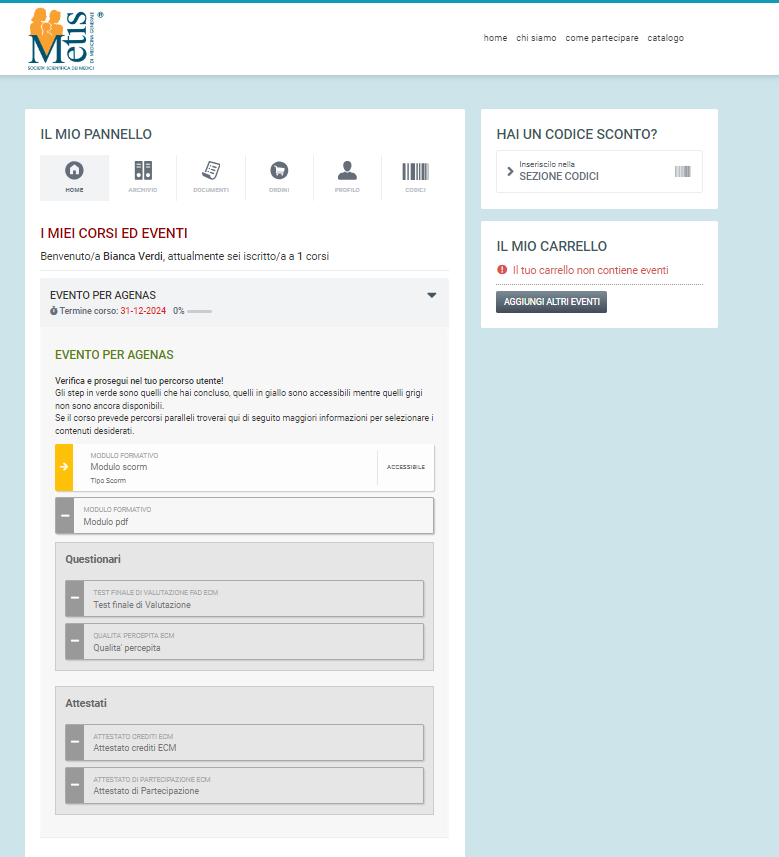 Metis ®
SOCIETÀ SCIENTIFICA DEI MEDICI
DI MEDICINA GENERALE
home chi siamo come partecipare catalogo
IL MIO PANNELLO
HOME ARCHIVIO DOCUMENTI ORDINI PROFILO CODICI
I MIEI CORSI ED EVENTI
Benvenuto/a Bianca Verdi, attualmente sei iscritto/a a 1 corsi
EVENTO PER AGENAS
Termine corso: 31-12-2024 0%
EVENTO PER AGENAS
Verifica e prosegui nel tuo percorso utente!
Gli step in verde sono quelli che hai concluso, quelli in giallo sono accessibili mentre quelli grigi
non sono ancora disponibili.
Se il corso prevede percorsi paralleli troverai qui di seguito maggiori informazioni per selezionare i
contenuti desiderati.
MODULO FORMATIVO
Modulo scorm
Tipo Scorm
ACCESSIBILE
MODULO FORMATIVO
Modulo pdf
Questionari
TEST FINALE DI VALUTAZIONE FAD ECM
Test finale di Valutazione
QUALITA' PERCEPITA ECM
Qualita' percepita
Attestati
ATTESTATO CREDITI ECM
Attestato crediti ECM
ATTESTATO DI PARTECIPAZIONE ECM
Attestato di Partecipazione
HAI UN CODICE SCONTO?
Inseriscilo nella
SEZIONE CODICI
IL MIO CARRELLO
Il tuo carrello non contiene eventi
AGGIUNGI ALTRI EVENTI